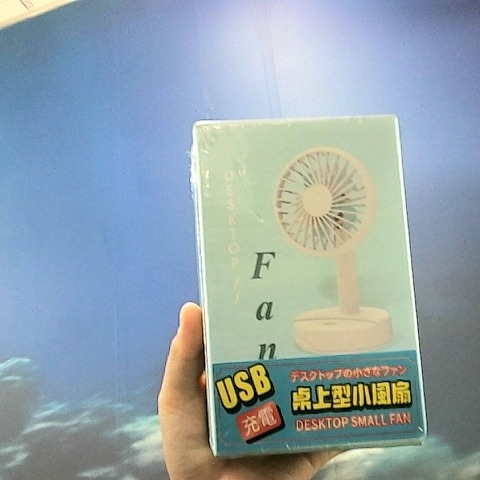 DESKTOP //
Fan
USB
充電
デスクトップの小さなファン
桌上型小風扇
DESKTOP SMALL FAN